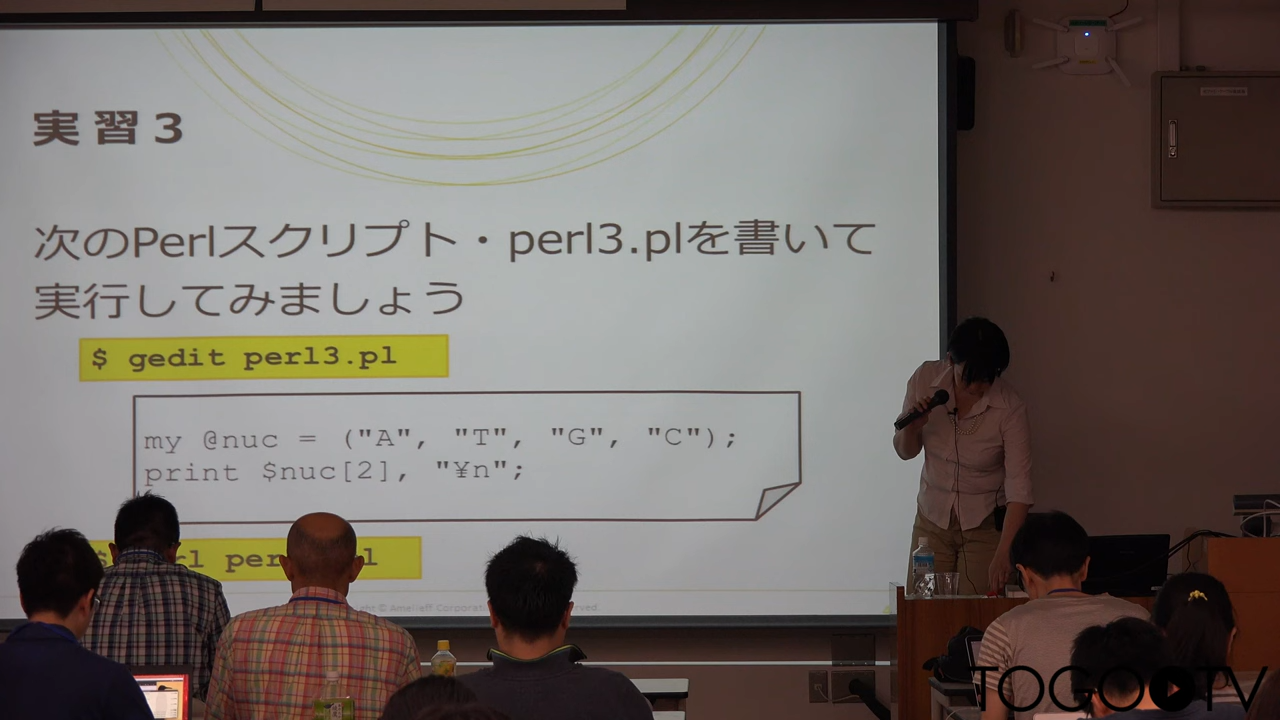 実習３
次のPerlスクリプト・perl3.plを書いて
実行してみましょう
$ gedit perl3.pl
my @nuc = ("A", "T", "G", "C");
print $nuc[2], "¥n";
© Amelieff Corporat
TOGOTV